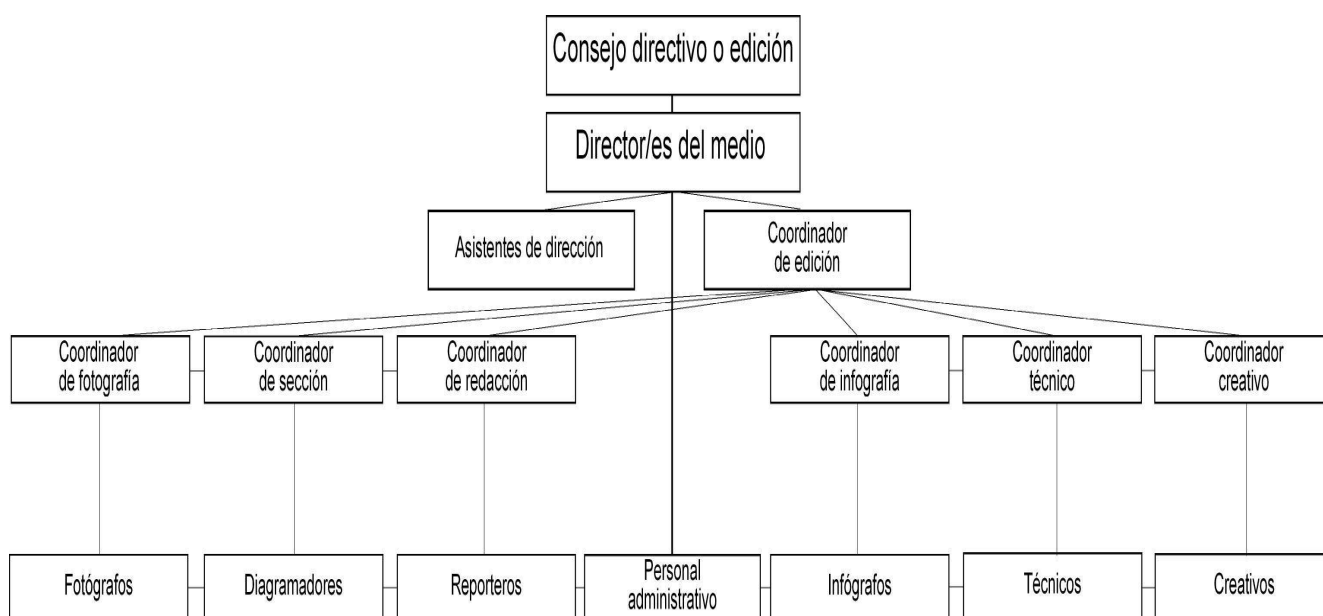 Consejo directivo o edición
Director/es del medio
Asistentes de dirección
Coordinador
de edición
Coordinador
de fotografía
Coordinador
de sección
Coordinador
de redacción
Coordinador
de infografía
Coordinador
técnico
Coordinador
creativo
Fotógrafos
Diagramadores
Reporteros
Personal
administrativo
Infógrafos
Técnicos
Creativos